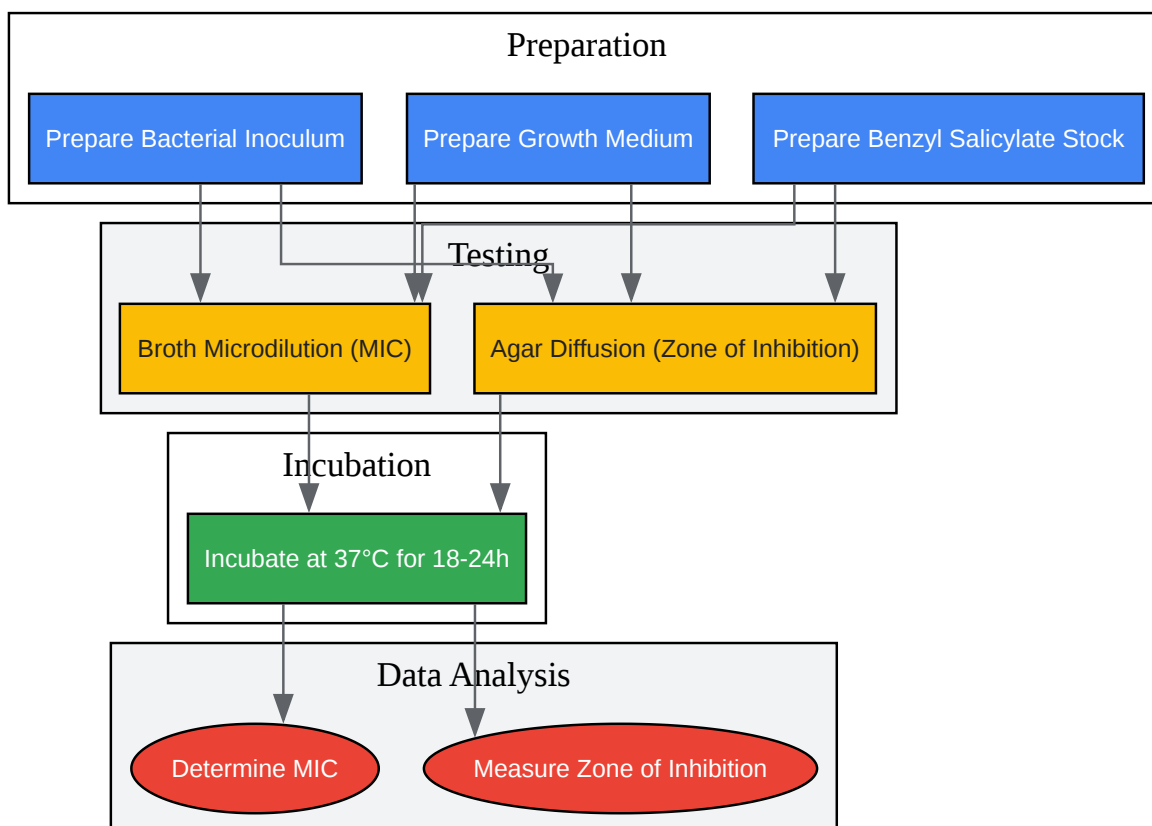 Preparation
Prepare Bacterial Inoculum
Prepare Growth Medium
Prepare Benzyl Salicylate Stock
Testing
Broth Microdilution (MIC)
Agar Diffusion (Zone of Inhibition)
Incubation
Incubate at 37°C for 18-24h
Data Analysis
Determine MIC
Measure Zone of Inhibition